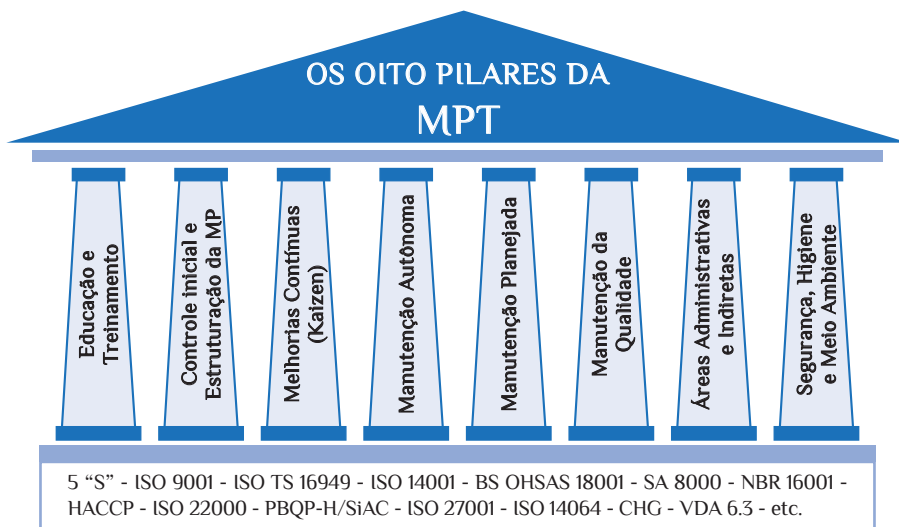 OS OITO PILARES DA
MPT
Educação e
Treinamento
Controle inicial e
Estruturação da MP
Melhorias Contínuas
(Kaizen)
Manutenção Autônoma
Manutenção Planejada
Manutenção da
Qualidade
Áreas Administrativas
e Indiretas
Segurança, Higiene
e Meio Ambiente
5 “S” - ISO 9001 - ISO TS 16949 - ISO 14001 - BS OHSAS 18001 - SA 8000 - NBR 16001 -
HACCP - ISO 22000 - PBQP-H/SiAC - ISO 27001 - ISO 14064 - CHG - VDA 6.3 - etc.